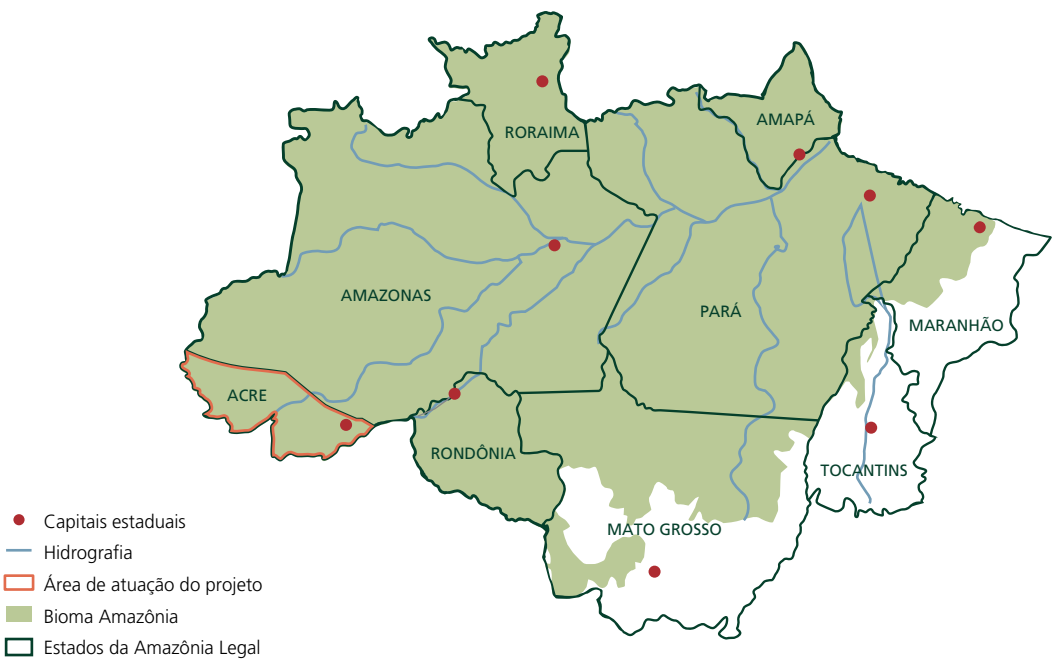 RORAIMA
AMAPÁ
AMAZONAS
PARÁ
MARANHÃO
ACRE
RONDÔNIA
TOCANTINS
MATO GROSSO
Capitais estaduais
Hidrografia
Área de atuação do projeto
Bioma Amazônia
Estados da Amazônia Legal